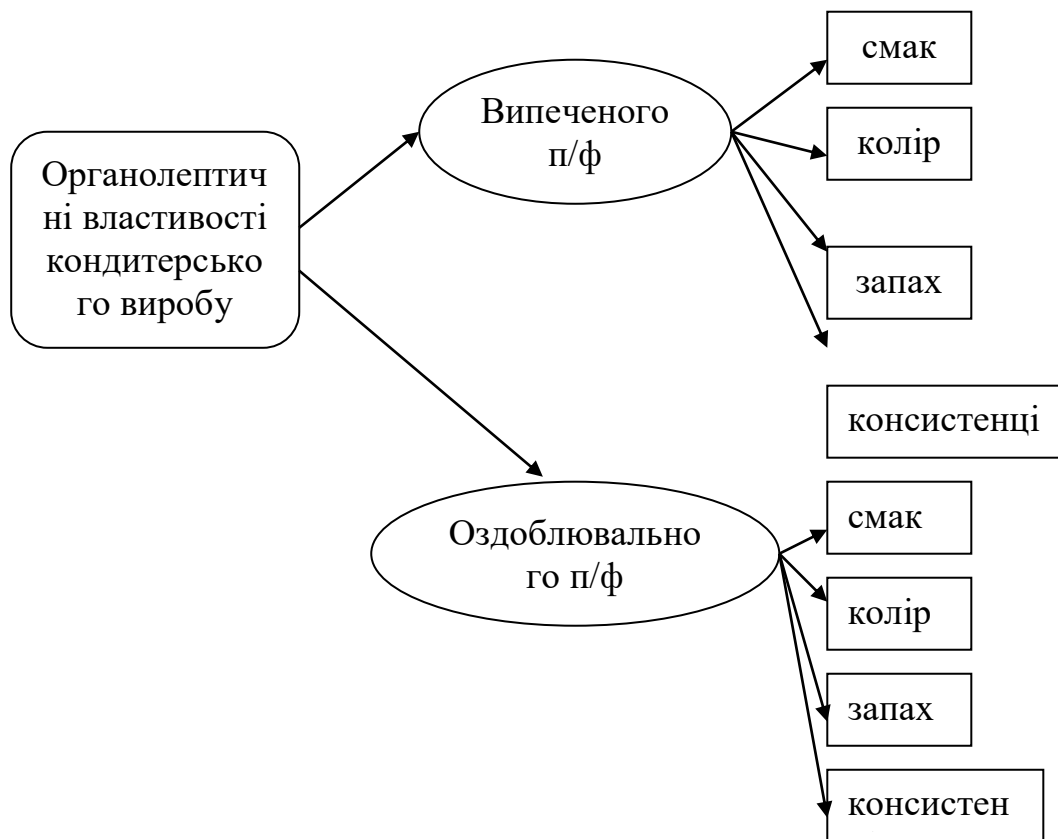 Органолептич
ні властивості
кондитерсько
го виробу
Випеченого
п/ф
смак
колір
запах
консистенці
Оздоблювально
го п/ф
смак
колір
запах
консистен